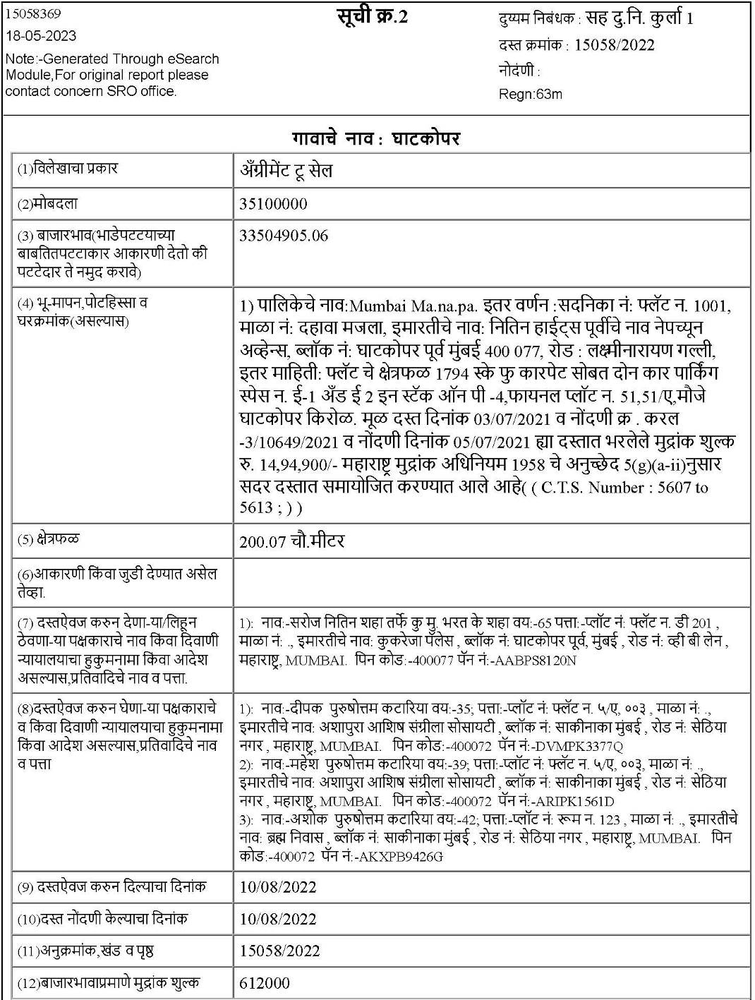 15058369
18-05-2023
Note:-Generated Through eSearch
Module,For original report please
contact concern SRO office.
सूची क्र.2
दुय्यम निबंधक : सह दु.नि. कुर्ला 1
दस्त क्रमांक : 15058/2022
नोदंणी :
Regn:63m
गावाचे नाव : घाटकोपर
(1)विलेखाचा प्रकार
अँग्रीमेंट टू सेल
(2)मोबदला
35100000
(3) बाजारभाव(भाडेपटटयाच्या
बाबतितपटटाकार आकारणी देतो की
पटटेदार ते नमुद करावे)
33504905.06
(4) भू-मापन,पोटहिस्सा व
घरक्रमांक(असल्यास)
1) पालिकेचे नाव:Mumbai Ma.na.pa. इतर वर्णन :सदनिका नं: फ्लॅट न. 1001,
माळा नं: दहावा मजला, इमारतीचे नाव: नितिन हाईट्स पूर्वीचे नाव नेपच्यून
अव्हेन्स, ब्लॉक नं: घाटकोपर पूर्व मुंबई 400 077, रोड : लक्ष्मीनारायण गल्ली,
इतर माहिती: फ्लॅट चे क्षेत्रफळ 1794 स्के फु कारपेट सोबत दोन कार पार्किंग
स्पेस न. ई-1 अँड ई 2 इन स्टॅक ऑन पी -4,फायनल प्लॉट न. 51,51/ए,मौजे
घाटकोपर किरोळ. मूळ दस्त दिनांक 03/07/2021 व नोंदणी क्र . करल
-3/10649/2021 व नोंदणी दिनांक 05/07/2021 ह्या दस्तात भरलेले मुद्रांक शुल्क
रु. 14,94,900/- महाराष्ट्र मुद्रांक अधिनियम 1958 चे अनुच्छेद 5(g)(a-ii)नुसार
सदर दस्तात समायोजित करण्यात आले आहे( ( C.T.S. Number : 5607 to
5613 ; ) )
(5) क्षेत्रफळ
200.07 चौ.मीटर
(6)आकारणी किंवा जुडी देण्यात असेल
तेव्हा.
(7) दस्तऐवज करुन देणा-या/लिहून
ठेवणा-या पक्षकाराचे नाव किंवा दिवाणी
न्यायालयाचा हुकुमनामा किंवा आदेश
असल्यास,प्रतिवादिचे नाव व पत्ता.
1): नाव:-सरोज नितिन शहा तर्फे कु मु. भरत के शहा वय:-65 पत्ता:-प्लॉट नं: फ्लॅट न. डी 201 ,
माळा नं: ., इमारतीचे नाव: कुकरेजा पॅलेस , ब्लॉक नं: घाटकोपर पूर्व, मुंबई , रोड नं: व्ही बी लेन ,
महाराष्ट्र, MUMBAI. पिन कोड:-400077 पॅन नं:-AABPS8120N
(8)दस्तऐवज करुन घेणा-या पक्षकाराचे
व किंवा दिवाणी न्यायालयाचा हुकुमनामा
किंवा आदेश असल्यास,प्रतिवादिचे नाव
व पत्ता
1): नाव:-दीपक पुरुषोत्तम कटारिया वय:-35; पत्ता:-प्लॉट नं: फ्लॅट न. ५/ए, ००३ , माळा नं: .,
इमारतीचे नाव: अशापुरा आशिष संग्रीला सोसायटी , ब्लॉक नं: साकीनाका मुंबई , रोड नं: सेठिया
नगर , महाराष्ट्र, MUMBAI. पिन कोड:-400072 पॅन नं:-DVMPK3377Q
2): नाव:-महेश पुरुषोत्तम कटारिया वय:-39; पत्ता:-प्लॉट नं: फ्लॅट न. ५/ए, ००३, माळा नं: .,
इमारतीचे नाव: अशापुरा आशिष संग्रीला सोसायटी , ब्लॉक नं: साकीनाका मुंबई , रोड नं: सेठिया
नगर , महाराष्ट्र, MUMBAI. पिन कोड:-400072 पॅन नं:-ARIPK1561D
3): नाव:-अशोक पुरुषोत्तम कटारिया वय:-42; पत्ता:-प्लॉट नं: रूम न. 123 , माळा नं: ., इमारतीचे
नाव: ब्रह्म निवास , ब्लॉक नं: साकीनाका मुंबई , रोड नं: सेठिया नगर , महाराष्ट्र, MUMBAI. पिन
कोड:-400072 पॅन नं:-AKXPB9426G
(9) दस्तऐवज करुन दिल्याचा दिनांक
10/08/2022
(10)दस्त नोंदणी केल्याचा दिनांक
10/08/2022
(11)अनुक्रमांक,खंड व पृष्ठ
15058/2022
(12)बाजारभावाप्रमाणे मुद्रांक शुल्क
612000